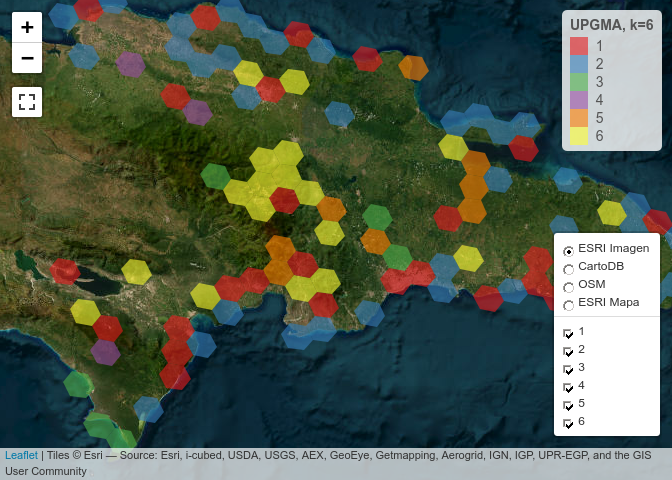 +
−
UPGMA, k=6
1
2
3
4
5
6
ESRI Imagen
CartoDB
OSM
ESRI Mapa
1
2
3
4
5
6
Leaflet | Tiles © Esri — Source: Esri, i-cubed, USDA, USGS, AEX, GeoEye, Getmapping, Aerogrid, IGN, IGP, UPR-EGP, and the GIS
User Community